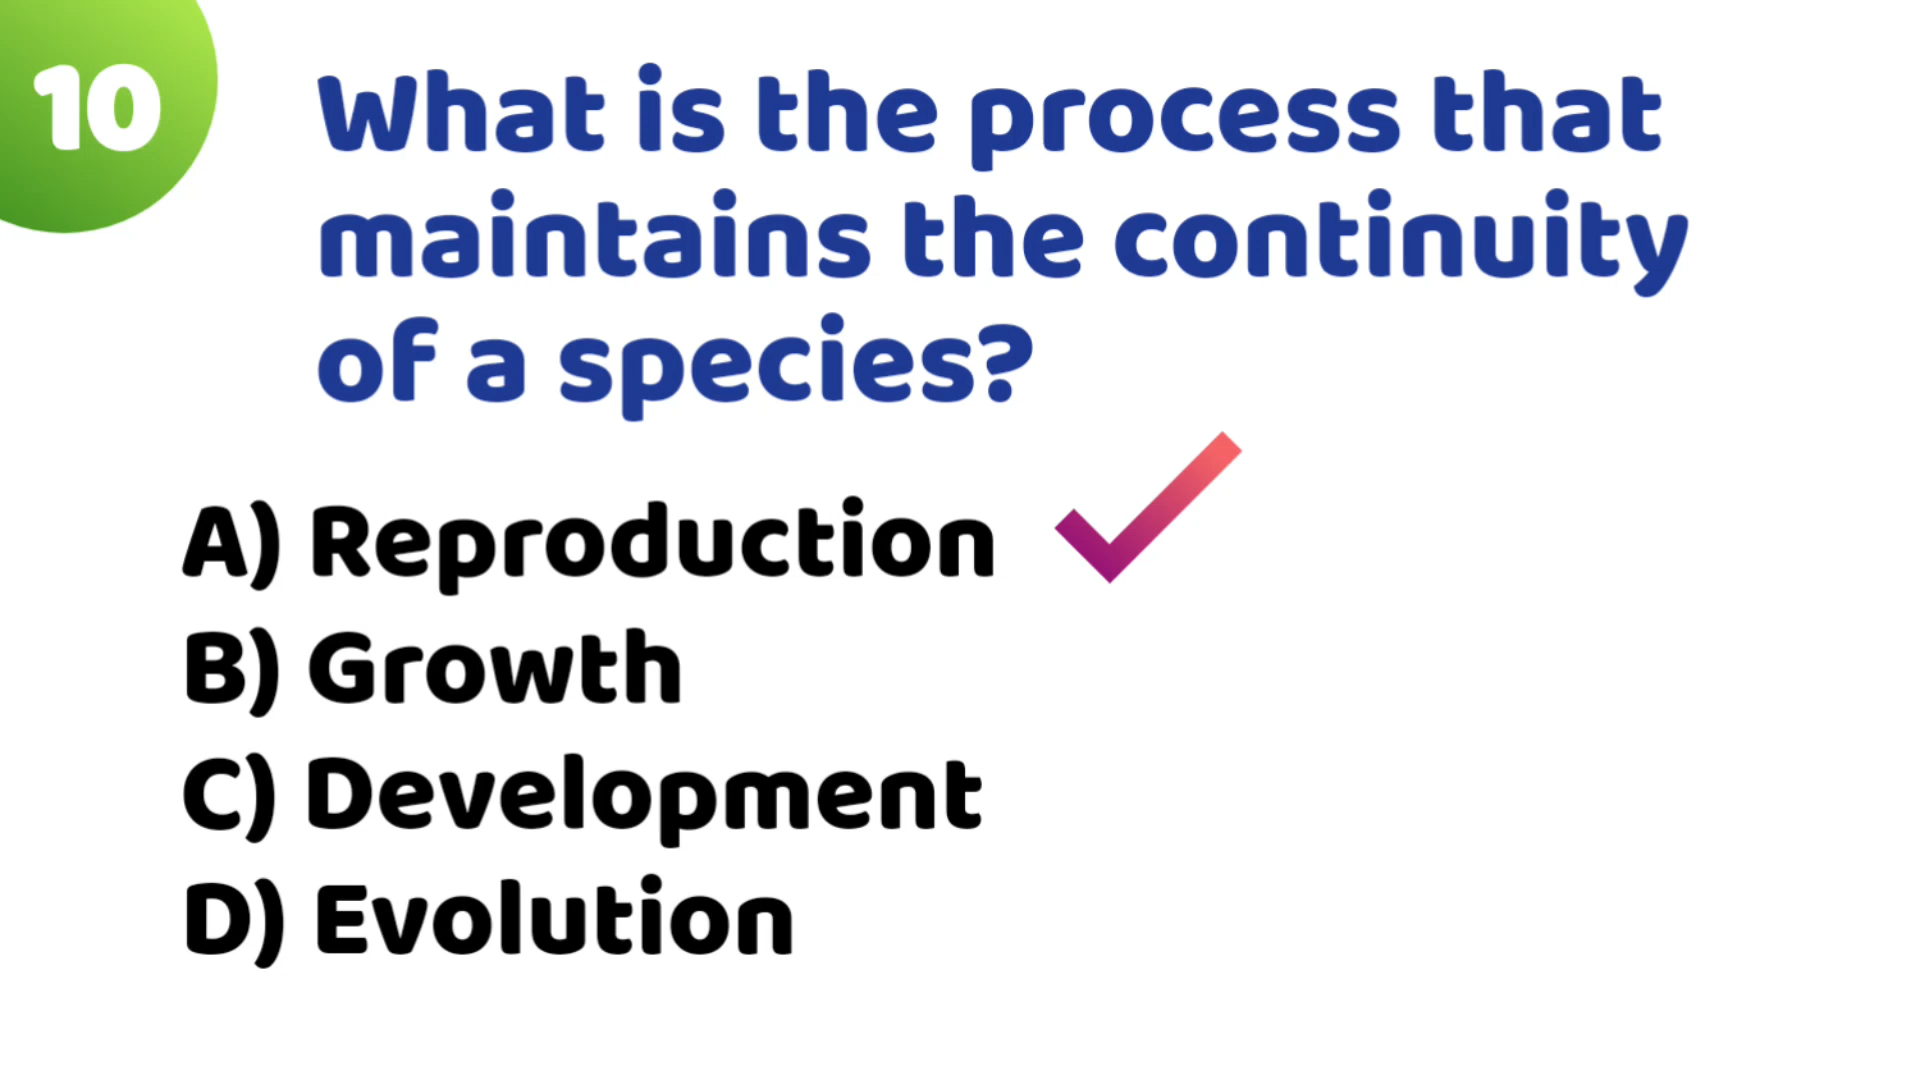 10
What is the process that
maintains the continuity
of a species?
A) Reproduction
B) Growth
C) Development
D) Evolution